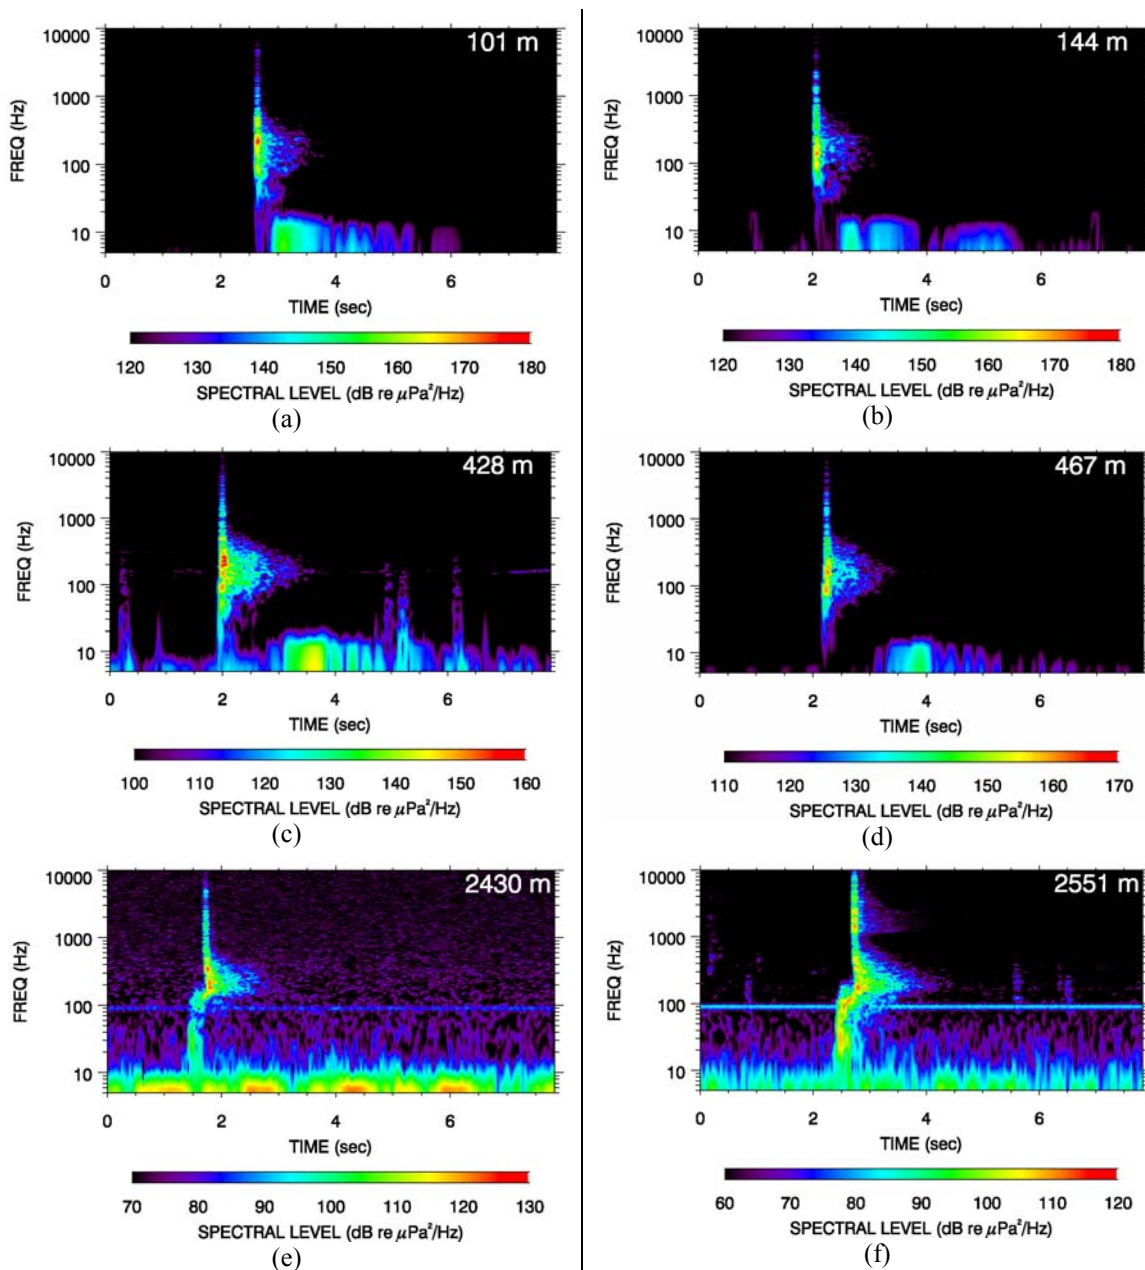 101 m
10000
1000
100
10
FREQ (Hz)
0 2 4 6
TIME (sec)
120 130 140 150 160 170 180
SPECTRAL LEVEL (dB re µPa²/Hz)
(a)
144 m
10000
1000
100
10
FREQ (Hz)
0 2 4 6
TIME (sec)
120 130 140 150 160 170 180
SPECTRAL LEVEL (dB re µPa²/Hz)
(b)
428 m
10000
1000
100
10
FREQ (Hz)
0 2 4 6
TIME (sec)
100 110 120 130 140 150 160
SPECTRAL LEVEL (dB re µPa²/Hz)
(c)
467 m
10000
1000
100
10
FREQ (Hz)
0 2 4 6
TIME (sec)
110 120 130 140 150 160 170
SPECTRAL LEVEL (dB re µPa²/Hz)
(d)
2430 m
10000
1000
100
10
FREQ (Hz)
0 2 4 6
TIME (sec)
70 80 90 100 110 120 130
SPECTRAL LEVEL (dB re µPa²/Hz)
(e)
2551 m
10000
1000
100
10
FREQ (Hz)
0 2 4 6
TIME (sec)
60 70 80 90 100 110 120
SPECTRAL LEVEL (dB re µPa²/Hz)
(f)